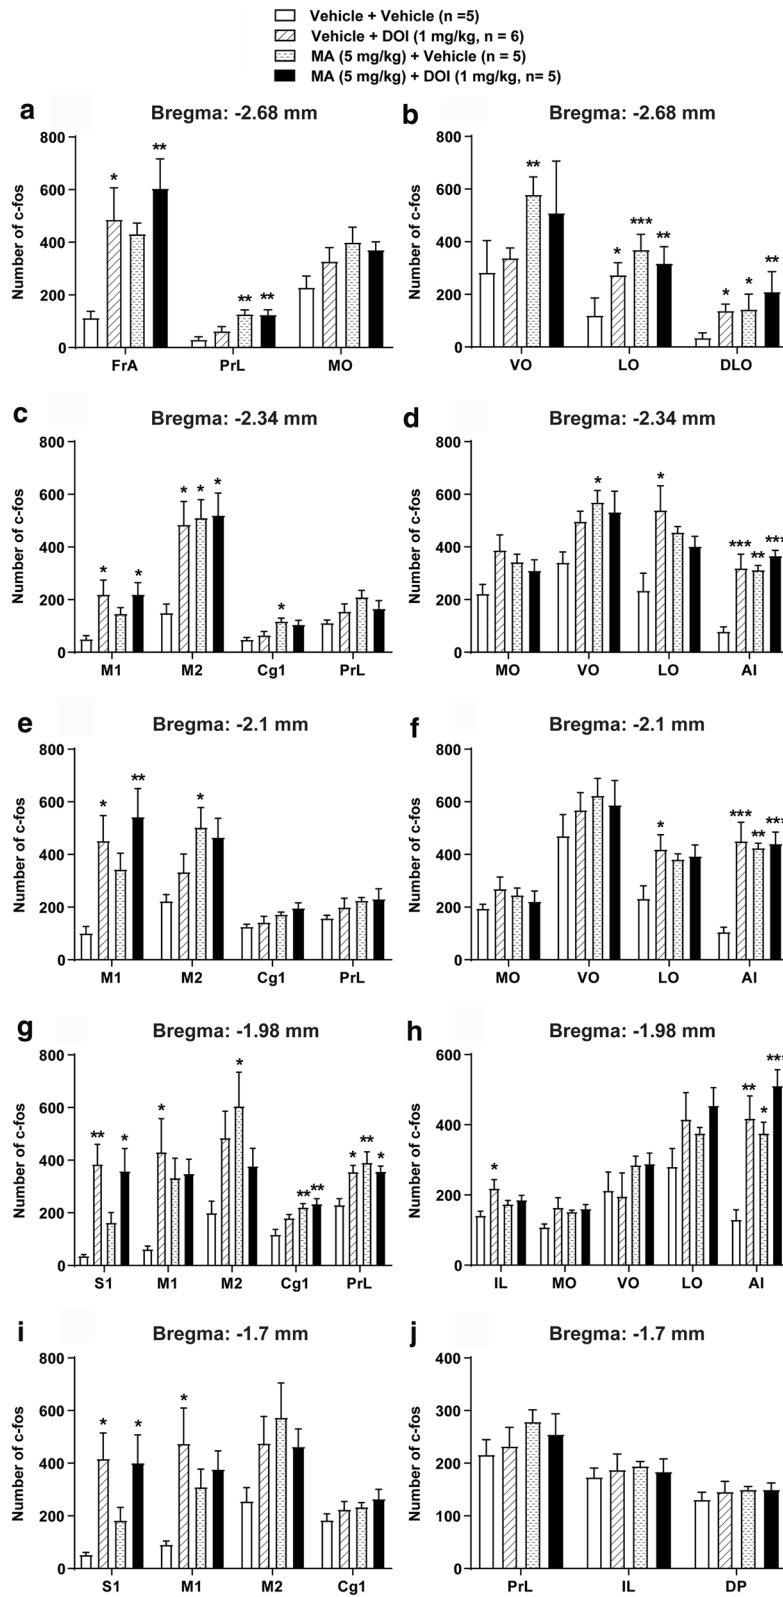 Vehicle + Vehicle (n =5)
Vehicle + DOI (1 mg/kg, n = 6)
MA (5 mg/kg) + Vehicle (n = 5)
MA (5 mg/kg) + DOI (1 mg/kg, n= 5)
a
Bregma: -2.68 mm
Number of c-fos
800
600
400
200
0
* **
** **
FrA PrL MO
b
Bregma: -2.68 mm
Number of c-fos
800
600
400
200
0
**
* *** **
* * **
VO LO DLO
c
Bregma: -2.34 mm
Number of c-fos
800
600
400
200
0
* *
* * *
*
M1 M2 Cg1 PrL
d
Bregma: -2.34 mm
Number of c-fos
800
600
400
200
0
*
*
*** ** ***
MO VO LO AI
e
Bregma: -2.1 mm
Number of c-fos
800
600
400
200
0
* **
*
M1 M2 Cg1 PrL
f
Bregma: -2.1 mm
Number of c-fos
800
600
400
200
0
*
*** ** ***
MO VO LO AI
g
Bregma: -1.98 mm
Number of c-fos
800
600
400
200
0
** *
*
*
** **
* ** *
S1 M1 M2 Cg1 PrL
h
Bregma: -1.98 mm
Number of c-fos
600
400
200
0
*
** * ***
IL MO VO LO AI
i
Bregma: -1.7 mm
Number of c-fos
800
600
400
200
0
* *
*
S1 M1 M2 Cg1
j
Bregma: -1.7 mm
Number of c-fos
400
300
200
100
0
PrL IL DP